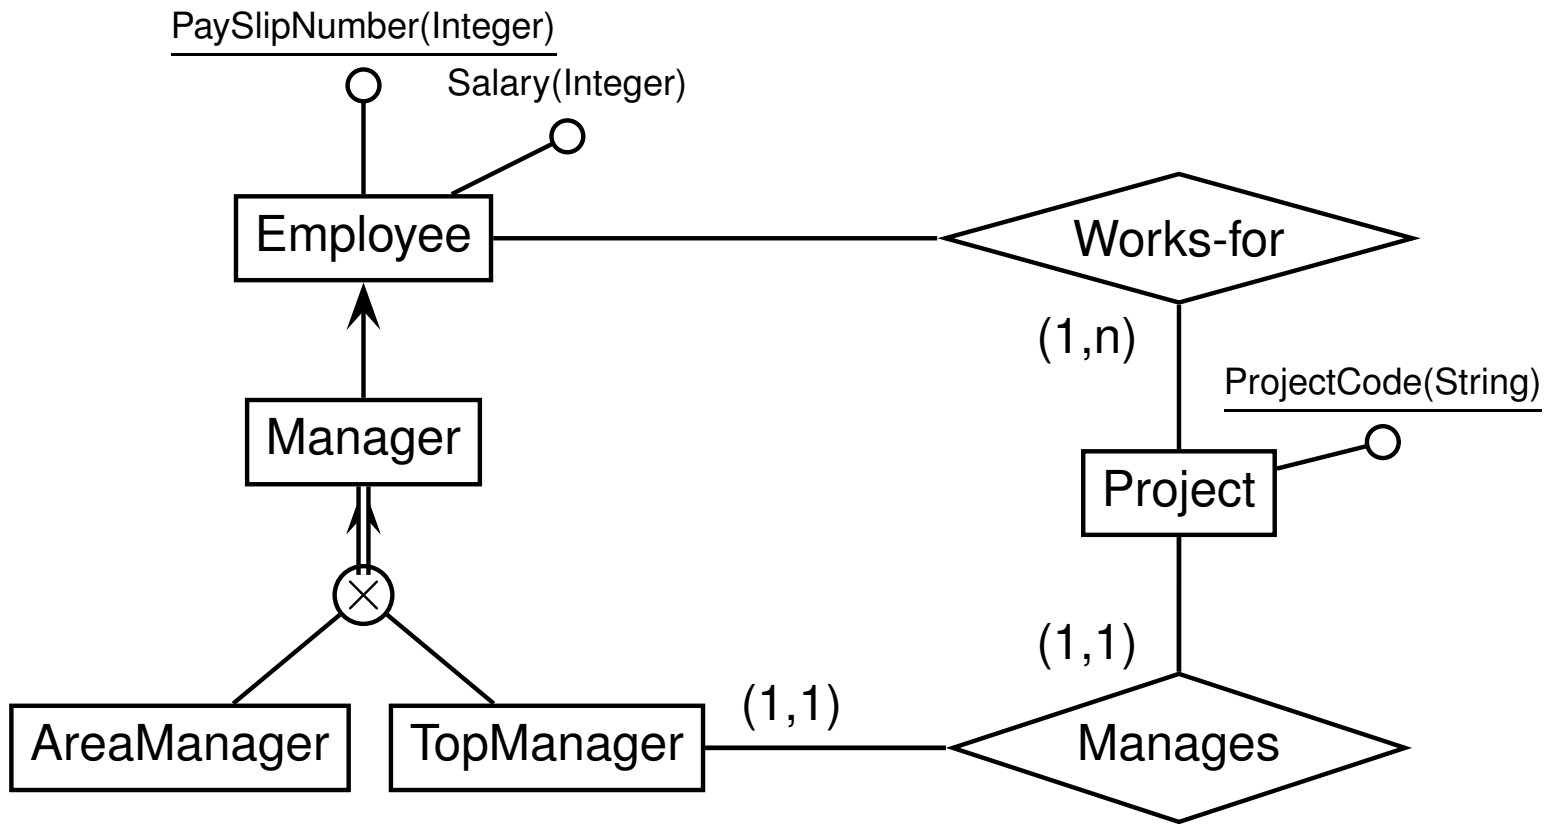 PaySlipNumber(Integer)
Salary(Integer)
Employee
Works-for
(1,n)
ProjectCode(String)
Manager
Project
(1,1)
(1,1)
AreaManager
TopManager
Manages